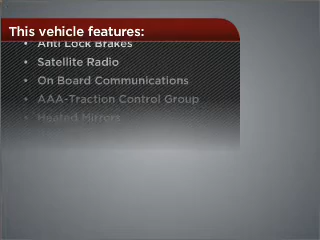 This vehicle features:
• Anti Lock Brakes
• Satellite Radio
• On Board Communications
• AAA-Traction Control Group
• Heated Mirrors